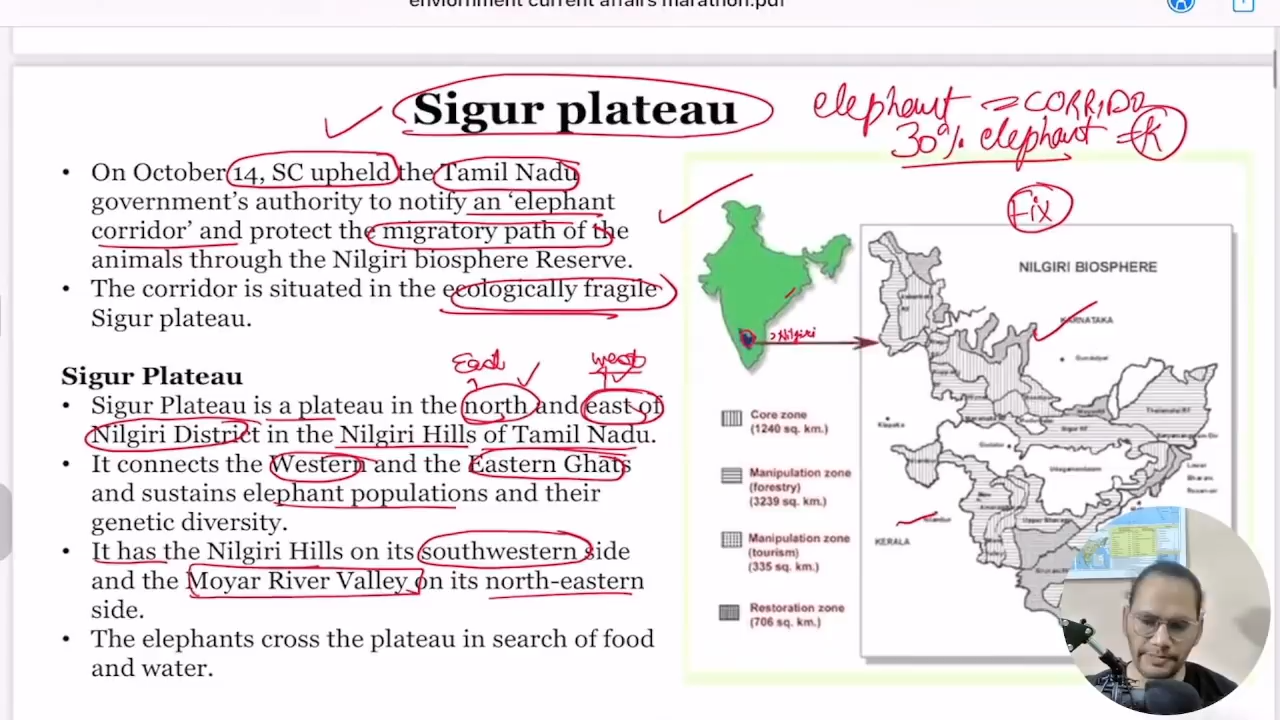 enviornment current affairs marathon.pdf
Sigur plateau
elephant = CORRIDO
30% elephant = K
• On October 14, SC upheld the Tamil Nadu
government's authority to notify an 'elephant
corridor' and protect the migratory path of the
animals through the Nilgiri biosphere Reserve.
• The corridor is situated in the ecologically fragile
Sigur plateau.
East west
Sigur Plateau
• Sigur Plateau is a plateau in the north and east of
Nilgiri District in the Nilgiri Hills of Tamil Nadu.
• It connects the Western and the Eastern Ghats
and sustains elephant populations and their
genetic diversity.
• It has the Nilgiri Hills on its southwestern side
and the Moyar River Valley on its north-eastern
side.
• The elephants cross the plateau in search of food
and water.
Fix
NILGIRI BIOSPHERE
KARNATAKA
Nilgiri
Core zone
(1240 sq. km.)
Manipulation zone
(forestry)
(3239 sq. km.)
Manipulation zone
(tourism)
(335 sq. km.)
Restoration zone
(706 sq. km.)
KERALA